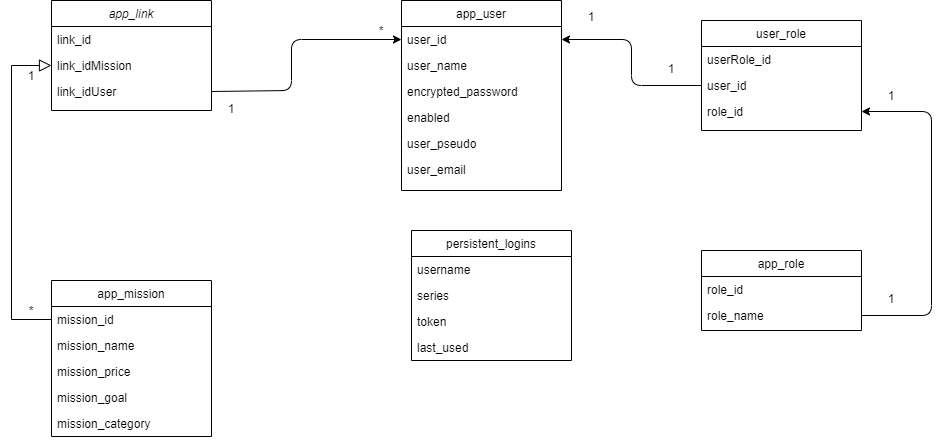 app_link
link_id
link_idMission
link_idUser
1
1
*
app_user
user_id
user_name
encrypted_password
enabled
user_pseudo
user_email
1
1
user_role
userRole_id
user_id
role_id
1
persistent_logins
username
series
token
last_used
app_role
role_id
role_name
1
*
app_mission
mission_id
mission_name
mission_price
mission_goal
mission_category